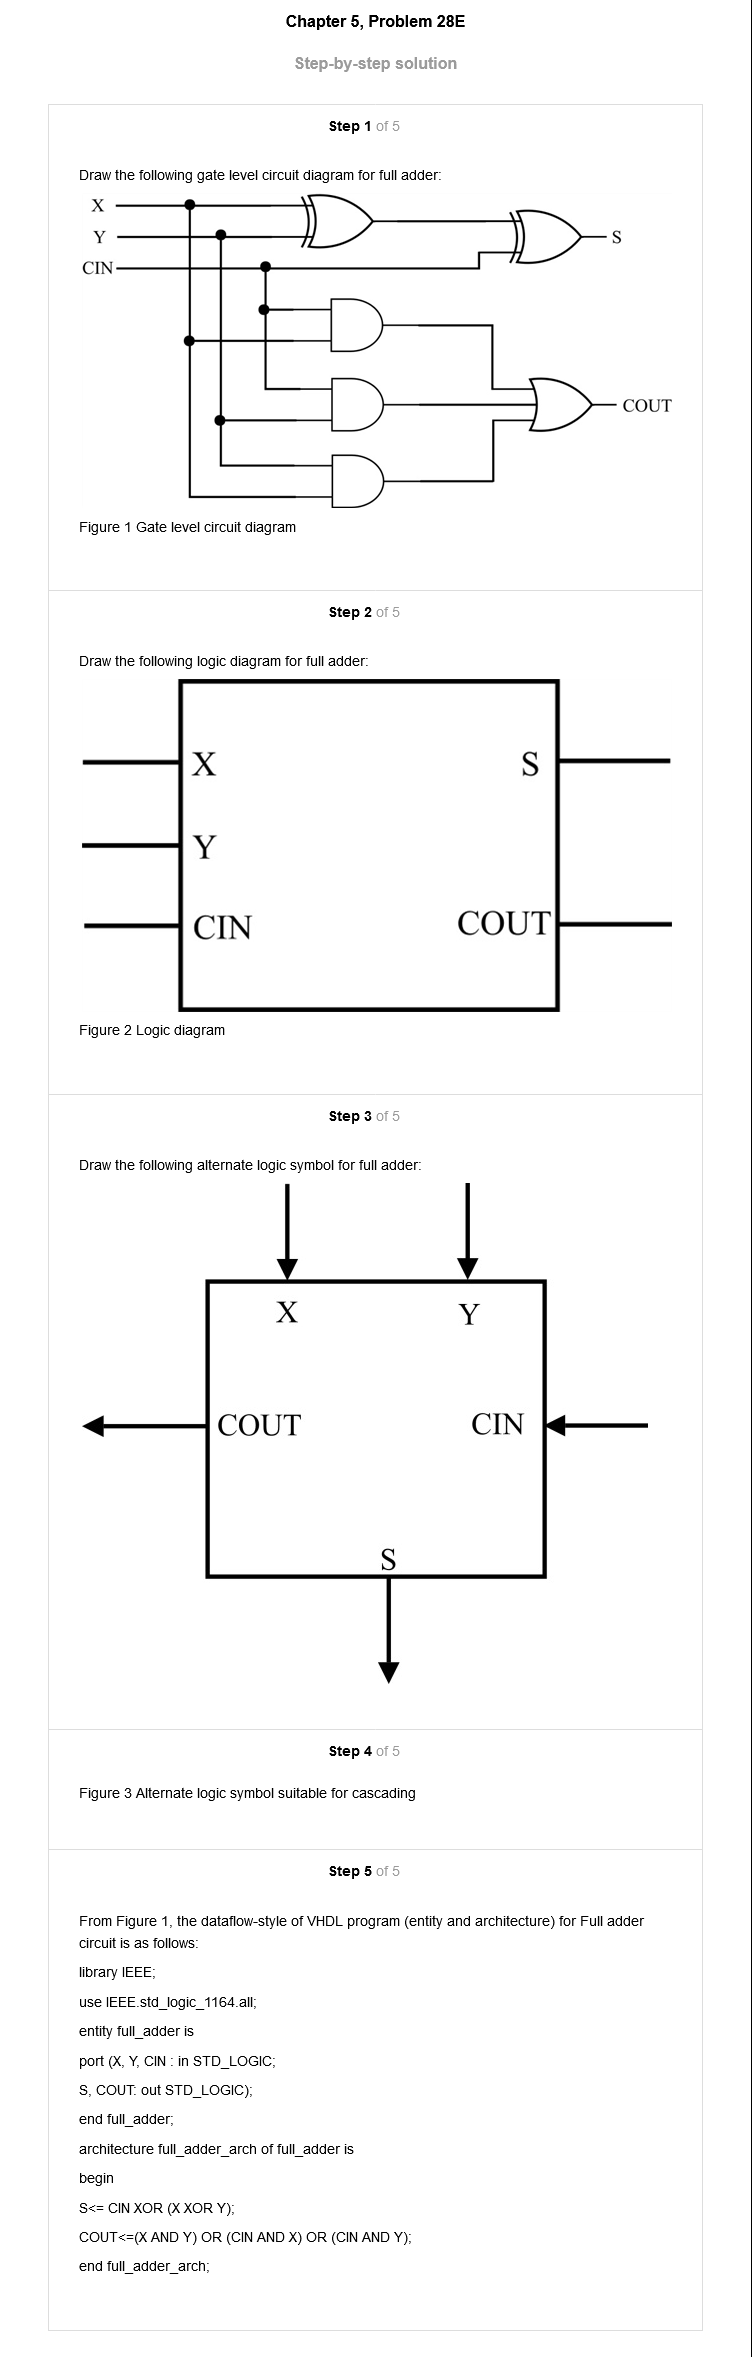 Chapter 5, Problem 28E
Step-by-step solution
Step 1 of 5
Draw the following gate level circuit diagram for full adder:
X
Y
CIN
S
COUT
Figure 1 Gate level circuit diagram
Step 2 of 5
Draw the following logic diagram for full adder:
X S
Y
CIN COUT
Figure 2 Logic diagram
Step 3 of 5
Draw the following alternate logic symbol for full adder:
X Y
COUT CIN
S
Step 4 of 5
Figure 3 Alternate logic symbol suitable for cascading
Step 5 of 5
From Figure 1, the dataflow-style of VHDL program (entity and architecture) for Full adder
circuit is as follows:
library IEEE;
use IEEE.std_logic_1164.all;
entity full_adder is
port (X, Y, CIN : in STD_LOGIC;
S, COUT: out STD_LOGIC);
end full_adder;
architecture full_adder_arch of full_adder is
begin
S<= CIN XOR (X XOR Y);
COUT<=(X AND Y) OR (CIN AND X) OR (CIN AND Y);
end full_adder_arch;